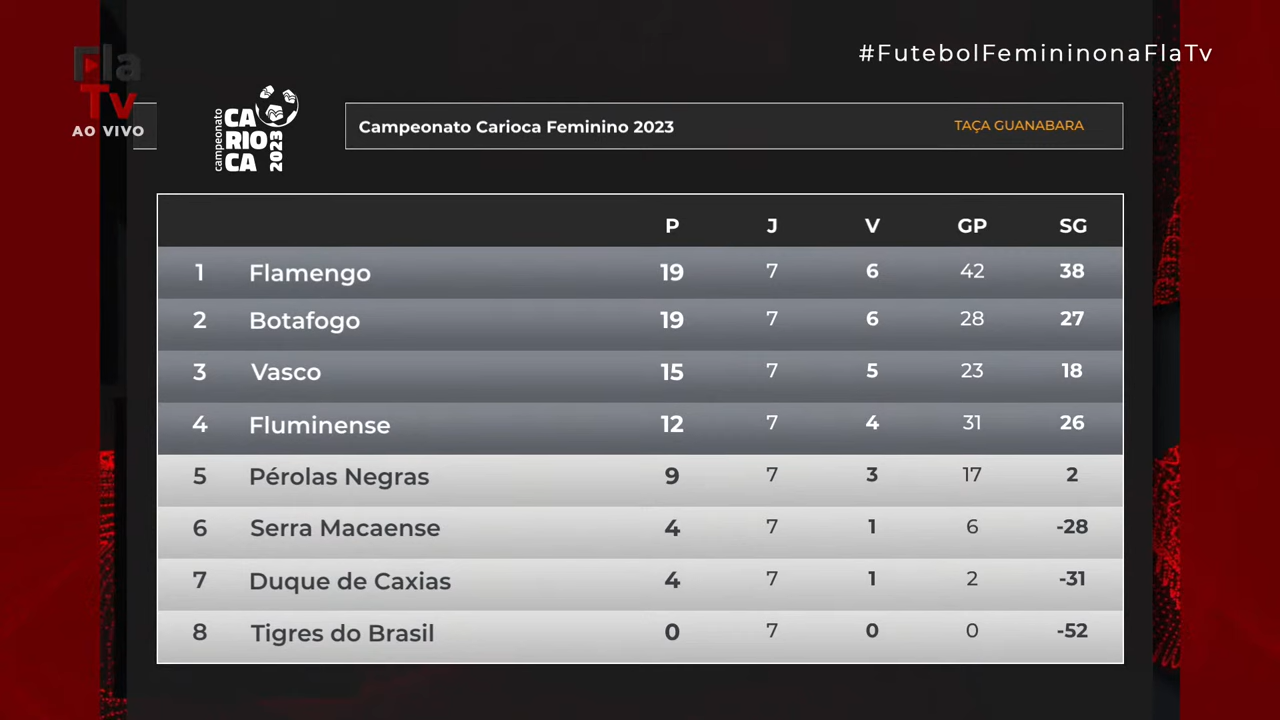 #FutebolFemininonaFlaTv
Fla
Tv
AO VIVO
campeonato
CA
RIO
CA
2023
Campeonato Carioca Feminino 2023 TAÇA GUANABARA
P J V GP SG
1 Flamengo 19 7 6 42 38
2 Botafogo 19 7 6 28 27
3 Vasco 15 7 5 23 18
4 Fluminense 12 7 4 31 26
5 Pérolas Negras 9 7 3 17 2
6 Serra Macaense 4 7 1 6 -28
7 Duque de Caxias 4 7 1 2 -31
8 Tigres do Brasil 0 7 0 0 -52